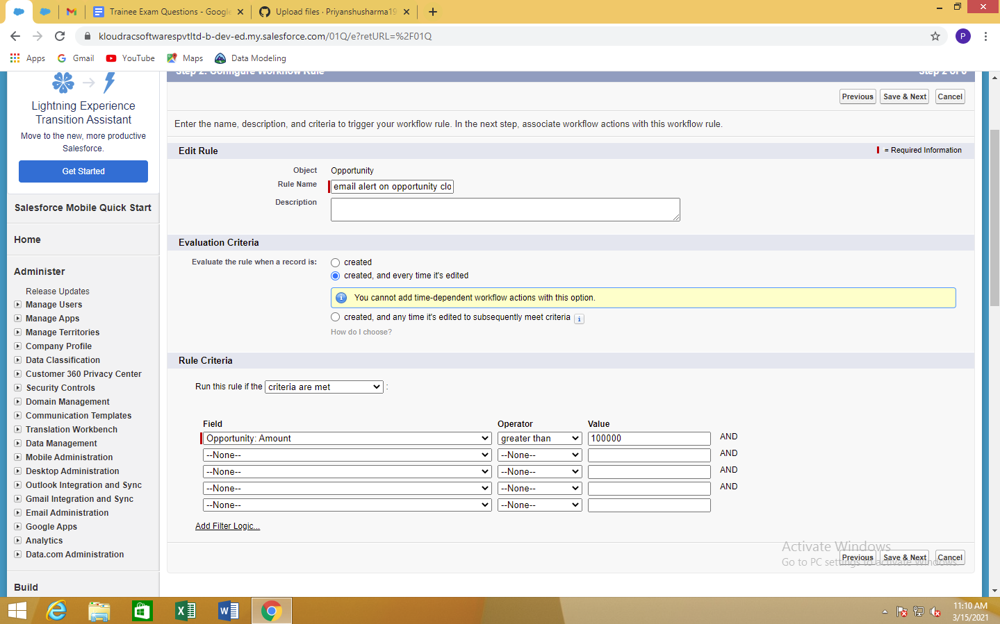 Trainee Exam Questions - Google
Upload files · Priyanshusharma19
kloudracsoftwarespvtltd-b-dev-ed.my.salesforce.com/01Q/e?retURL=%2F01Q
P
Apps
Gmail
YouTube
Maps
Data Modeling
Step 2: Configure Workflow Rule
Step 2 of 6
Lightning Experience
Transition Assistant
Move to the new, more productive
Salesforce.
Get Started
Salesforce Mobile Quick Start
Home
Administer
Release Updates
Manage Users
Manage Apps
Manage Territories
Company Profile
Data Classification
Customer 360 Privacy Center
Security Controls
Domain Management
Communication Templates
Translation Workbench
Data Management
Mobile Administration
Desktop Administration
Outlook Integration and Sync
Gmail Integration and Sync
Email Administration
Google Apps
Analytics
Data.com Administration
Build
Previous Save & Next Cancel
Enter the name, description, and criteria to trigger your workflow rule. In the next step, associate workflow actions with this workflow rule.
Edit Rule
= Required Information
Object Opportunity
Rule Name email alert on opportunity clo
Description
Evaluation Criteria
Evaluate the rule when a record is: created
created, and every time it's edited
You cannot add time-dependent workflow actions with this option.
created, and any time it's edited to subsequently meet criteria
How do I choose?
Rule Criteria
Run this rule if the criteria are met :
Field Operator Value
Opportunity: Amount greater than 100000 AND
--None-- --None-- AND
--None-- --None-- AND
--None-- --None-- AND
--None-- --None--
Add Filter Logic...
Previous Save & Next Cancel
Activate Windows
Go to PC settings to activate Windows.
11:10 AM
3/15/2021